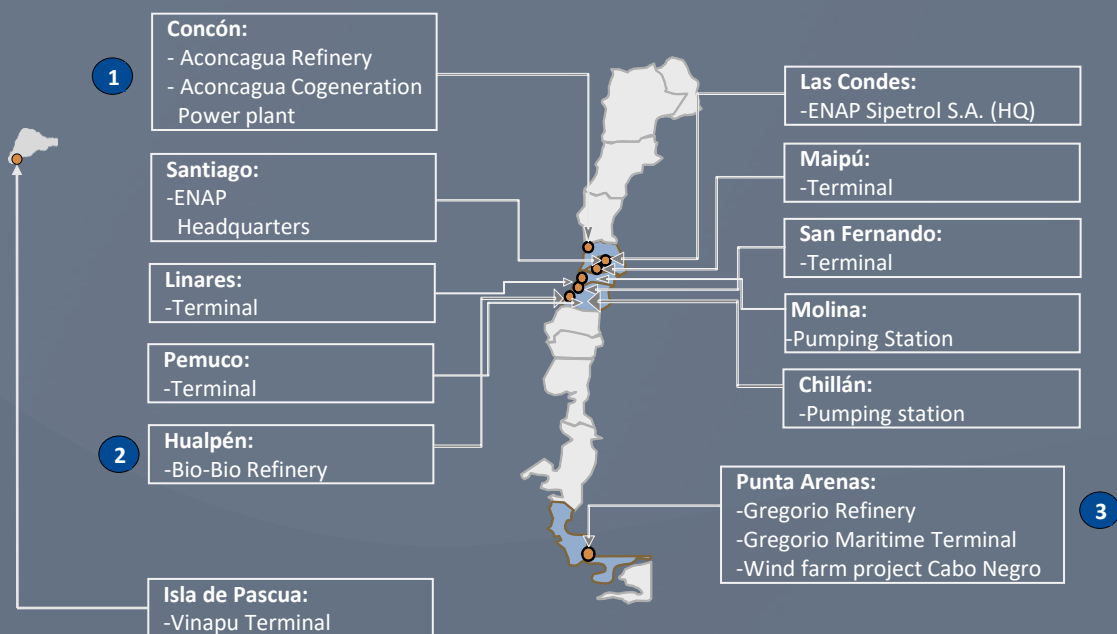 1
Concón:
- Aconcagua Refinery
- Aconcagua Cogeneration
Power plant
Santiago:
-ENAP
Headquarters
Linares:
-Terminal
Pemuco:
-Terminal
2
Hualpén:
-Bio-Bio Refinery
Isla de Pascua:
-Vinapu Terminal
Las Condes:
-ENAP Sipetrol S.A. (HQ)
Maipú:
-Terminal
San Fernando:
-Terminal
Molina:
-Pumping Station
Chillán:
-Pumping station
Punta Arenas:
-Gregorio Refinery
-Gregorio Maritime Terminal
-Wind farm project Cabo Negro
3